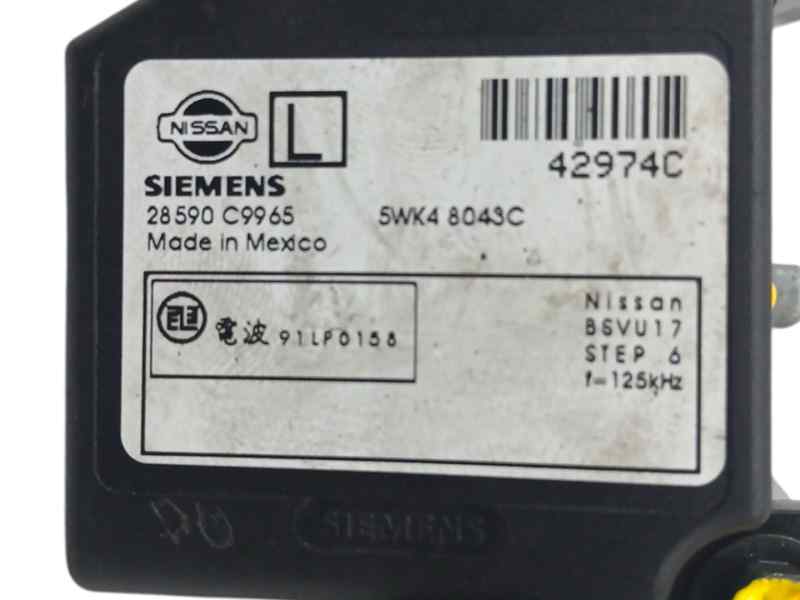 NISSAN
L
42974C
SIEMENS
28590 C9965 5WK4 8043C
Made in Mexico
電波 91LP0158
Nissan
BSVU17
STEP 6
f=125kHz
SIEMENS